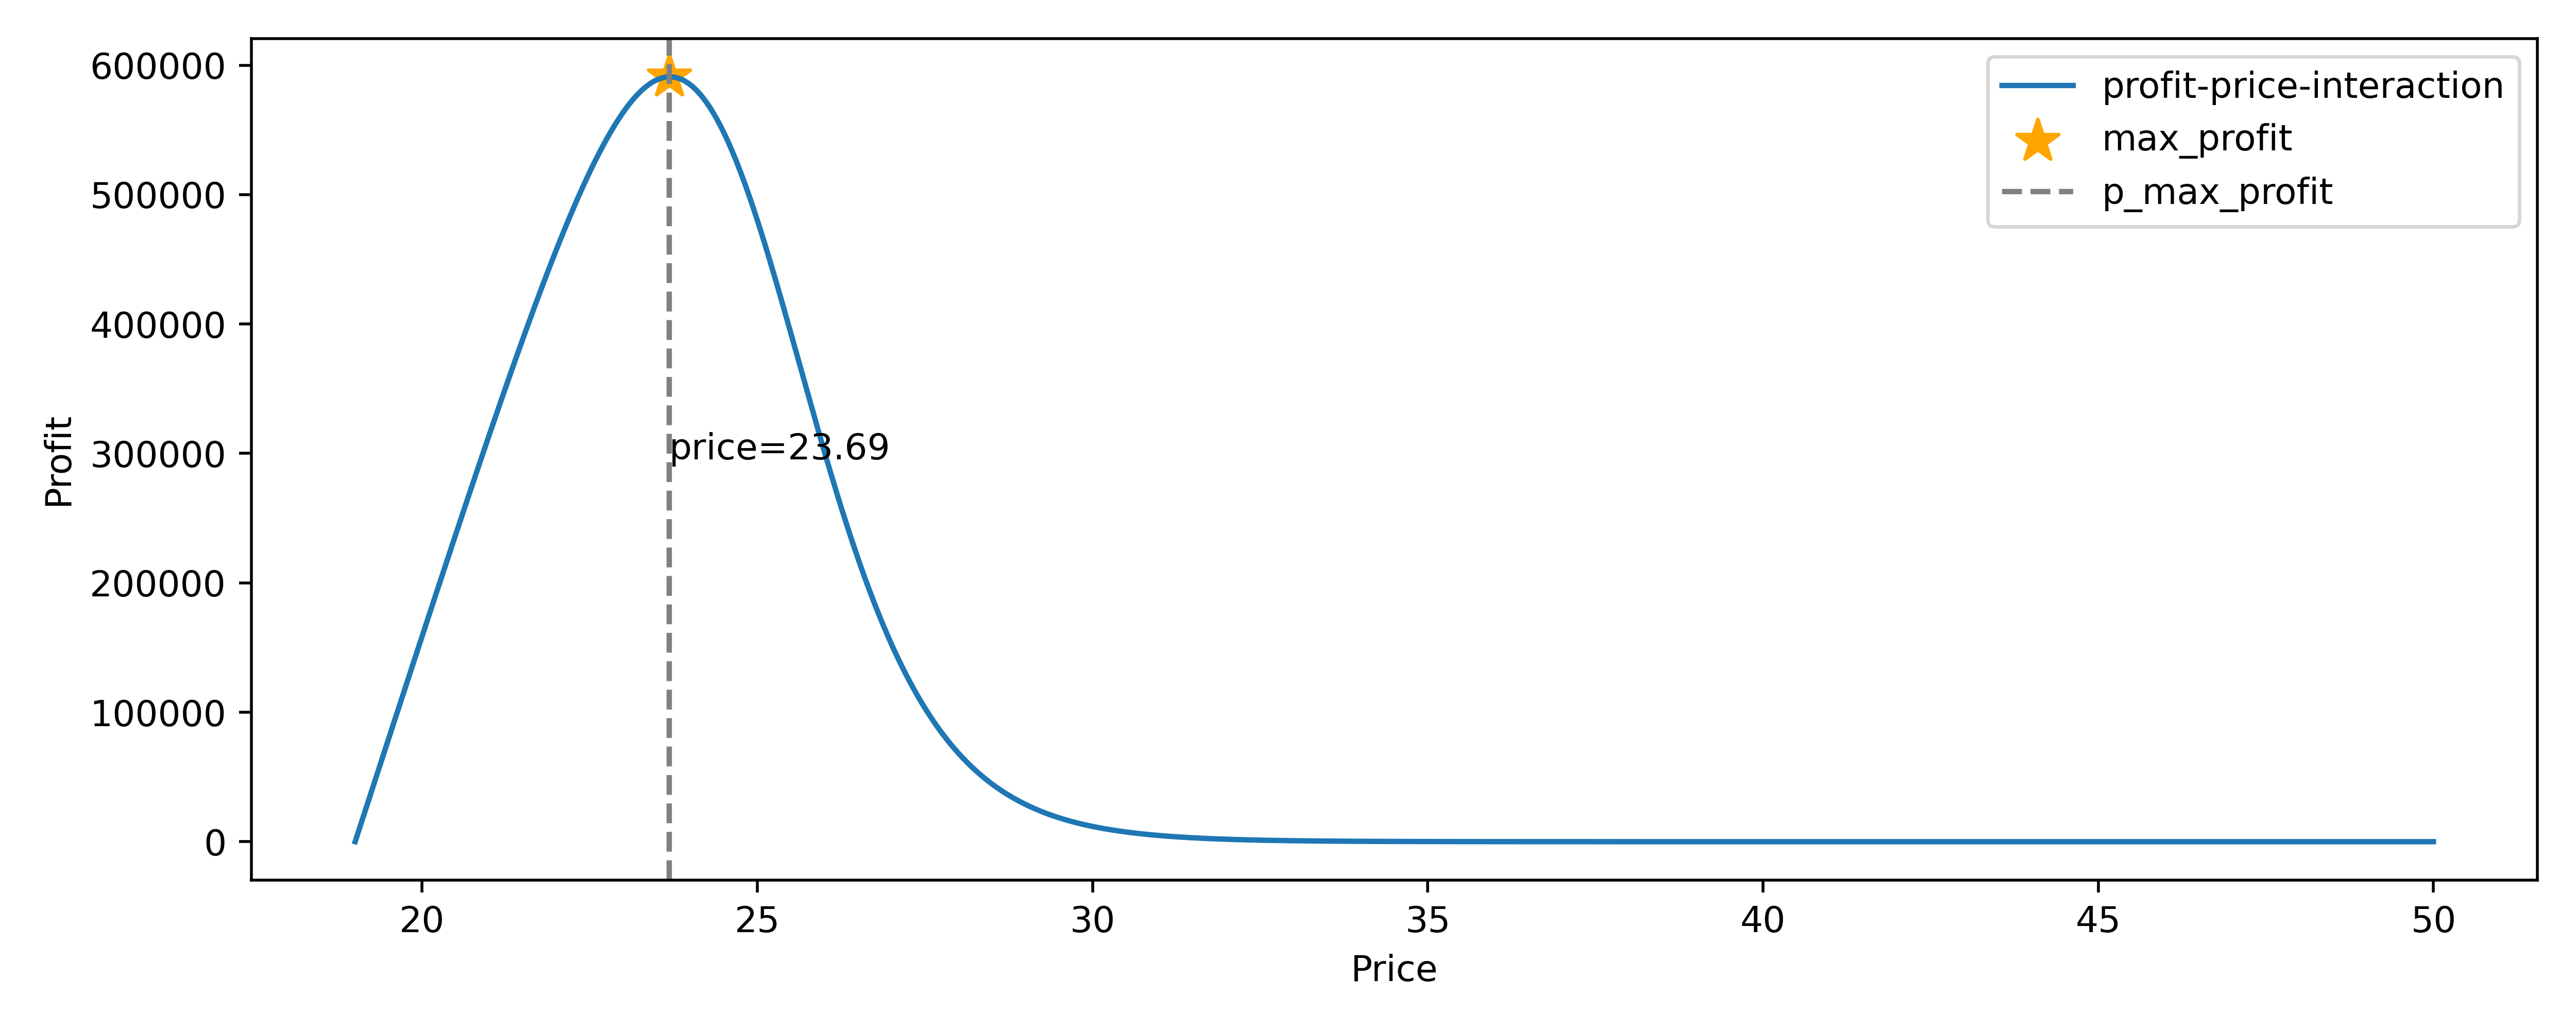 600000
500000
400000
300000
200000
100000
0
Profit
price=23.69
profit-price-interaction
max_profit
p_max_profit
20 25 30 35 40 45 50
Price